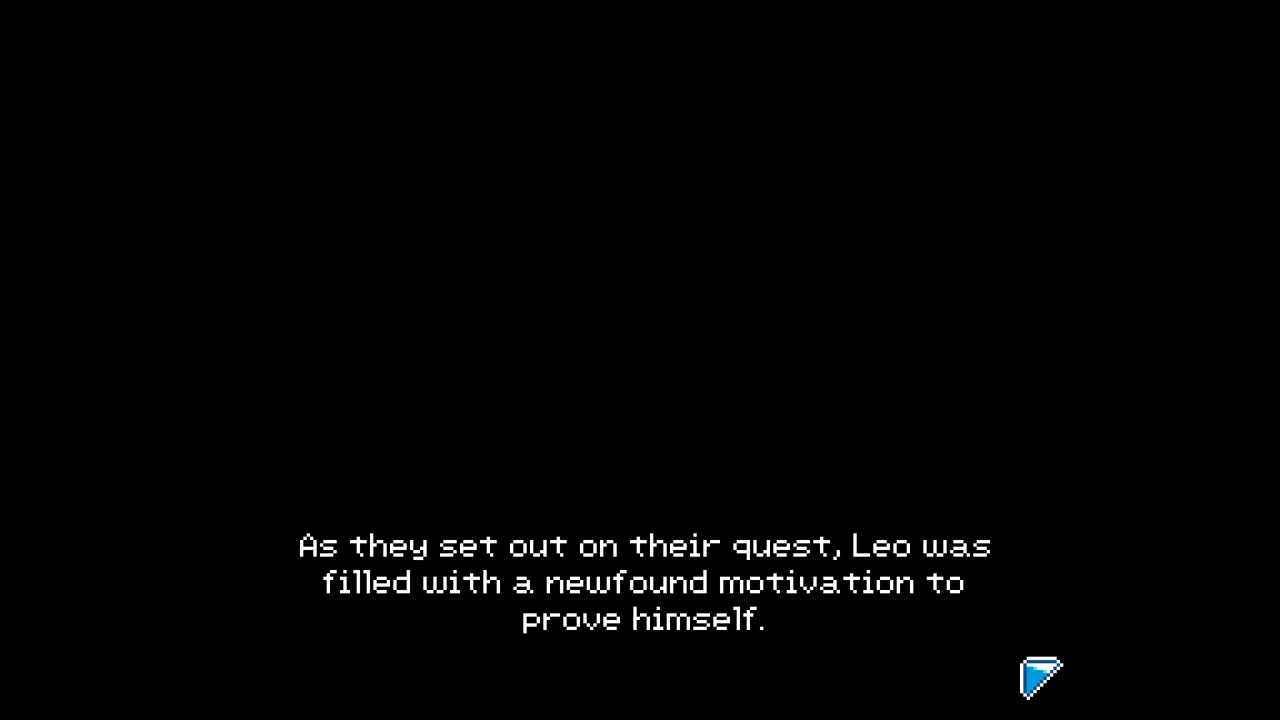 As they set out on their quest, Leo was
filled with a newfound motivation to
prove himself.